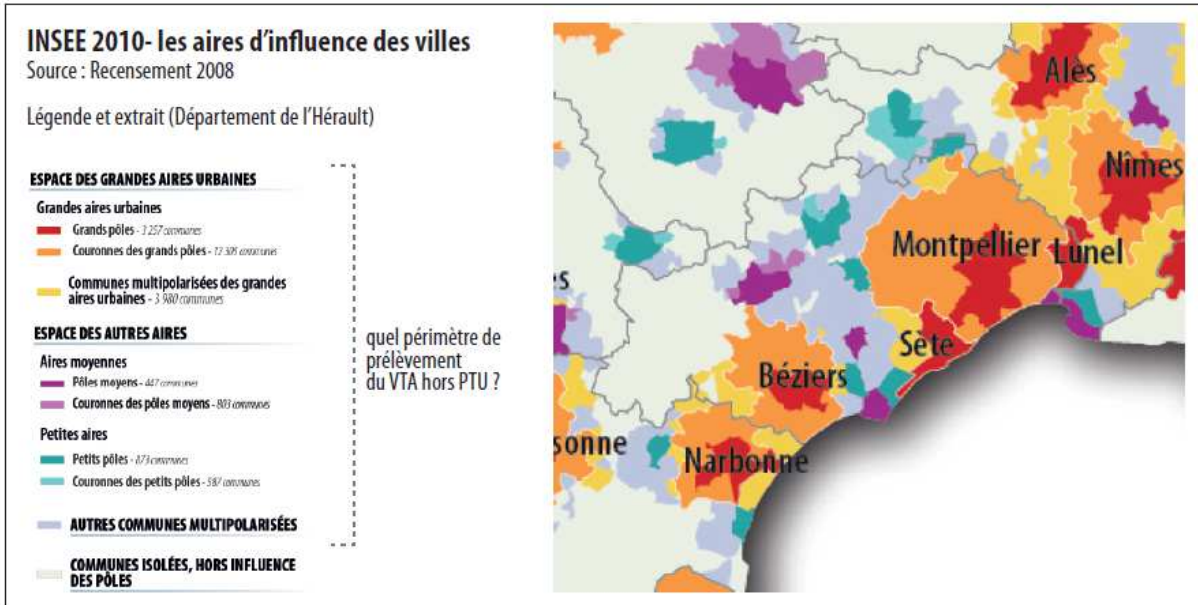 INSEE 2010- les aires d’influence des villes
Source : Recensement 2008
Légende et extrait (Département de l’Hérault)
ESPACE DES GRANDES AIRES URBAINES
Grandes aires urbaines
Grands pôles - 3 257 communes
Couronnes des grands pôles - 12 305 communes
Communes multipolarisées des grandes
aires urbaines - 3 980 communes
ESPACE DES AUTRES AIRES
Aires moyennes
Pôles moyens - 447 communes
Couronnes des pôles moyens - 803 communes
Petites aires
Petits pôles - 873 communes
Couronnes des petits pôles - 587 communes
AUTRES COMMUNES MULTIPOLARISÉES
COMMUNES ISOLÉES, HORS INFLUENCE
DES PÔLES
quel périmètre de
prélèvement
du VTA hors PTU ?
Alès
Nîmes
Montpellier
Lunel
es
Sète
Béziers
sonne
Narbonne